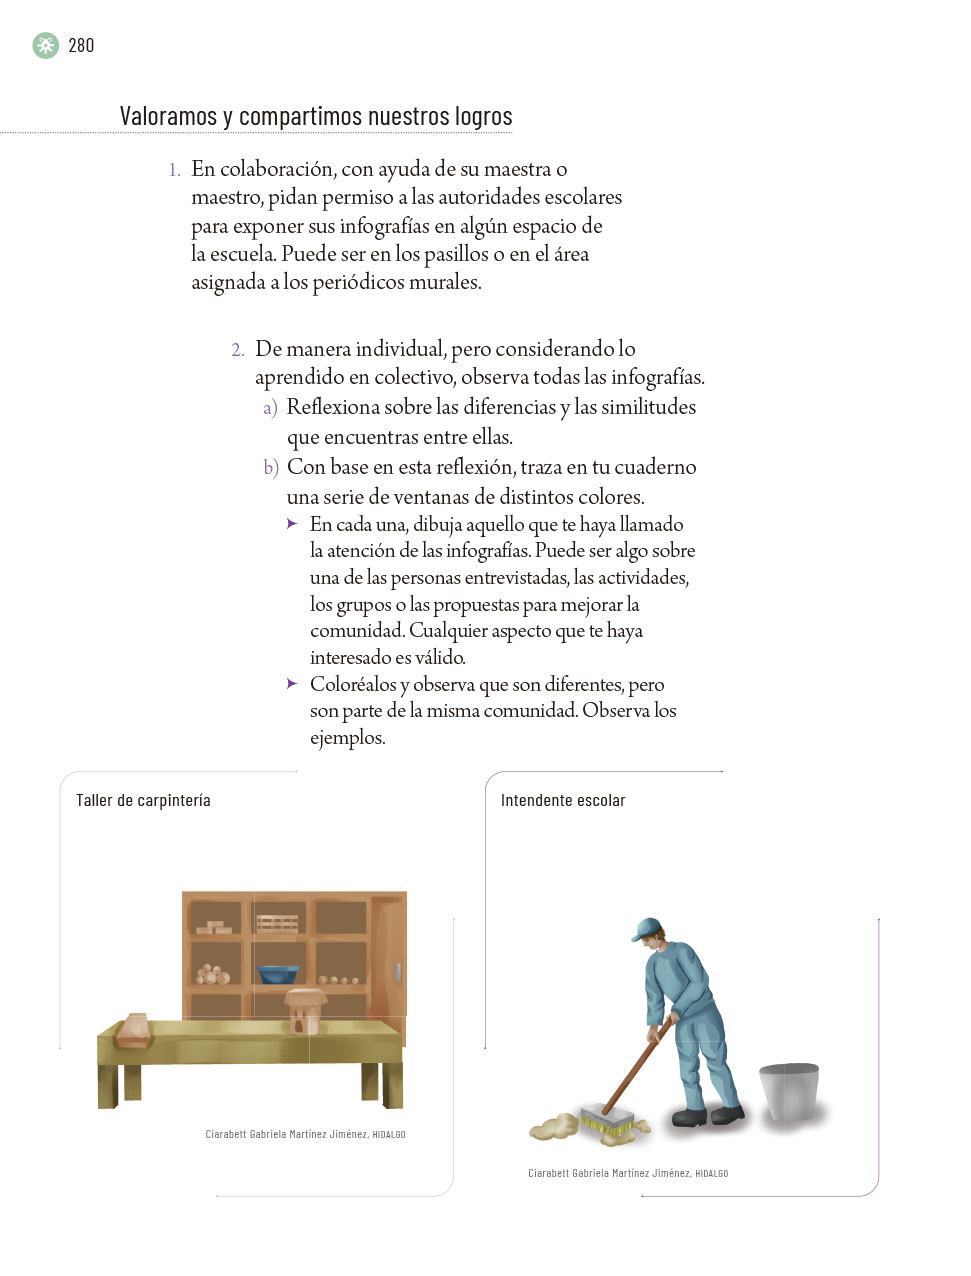 280
Valoramos y compartimos nuestros logros
1. En colaboración, con ayuda de su maestra o
maestro, pidan permiso a las autoridades escolares
para exponer sus infografías en algún espacio de
la escuela. Puede ser en los pasillos o en el área
asignada a los periódicos murales.
2. De manera individual, pero considerando lo
aprendido en colectivo, observa todas las infografías.
a) Reflexiona sobre las diferencias y las similitudes
que encuentras entre ellas.
b) Con base en esta reflexión, traza en tu cuaderno
una serie de ventanas de distintos colores.
➤ En cada una, dibuja aquello que te haya llamado
la atención de las infografías. Puede ser algo sobre
una de las personas entrevistadas, las actividades,
los grupos o las propuestas para mejorar la
comunidad. Cualquier aspecto que te haya
interesado es válido.
➤ Coloréalos y observa que son diferentes, pero
son parte de la misma comunidad. Observa los
ejemplos.
Taller de carpintería
Ciarabett Gabriela Martínez Jiménez, HIDALGO
Intendente escolar
Ciarabett Gabriela Martínez Jiménez, HIDALGO